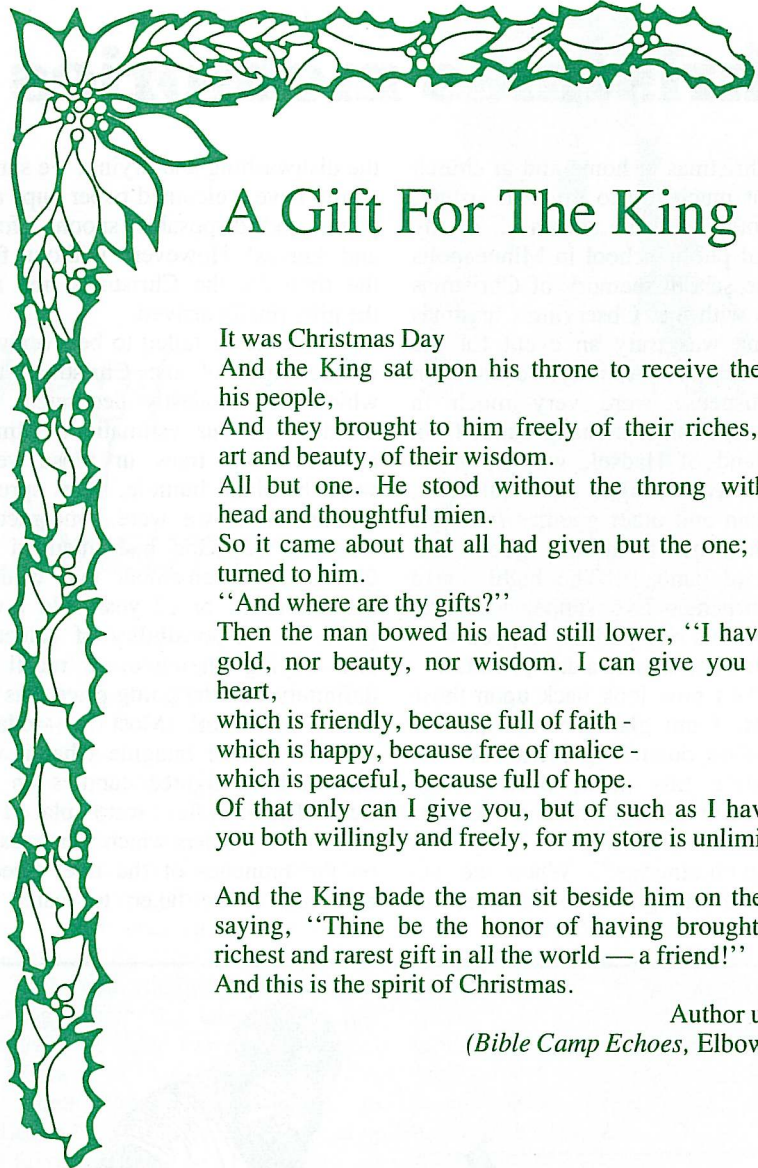 A Gift For The King
It was Christmas Day
And the King sat upon his throne to receive the
his people,
And they brought to him freely of their riches,
art and beauty, of their wisdom.
All but one. He stood without the throng with
head and thoughtful mien.
So it came about that all had given but the one;
turned to him.
‘‘And where are thy gifts?’’
Then the man bowed his head still lower, ‘‘I hav
gold, nor beauty, nor wisdom. I can give you
heart,
which is friendly, because full of faith -
which is happy, because free of malice -
which is peaceful, because full of hope.
Of that only can I give you, but of such as I hav
you both willingly and freely, for my store is unlimi
And the King bade the man sit beside him on the
saying, ‘‘Thine be the honor of having brought
richest and rarest gift in all the world — a friend!’’
And this is the spirit of Christmas.
Author u
(Bible Camp Echoes, Elbow